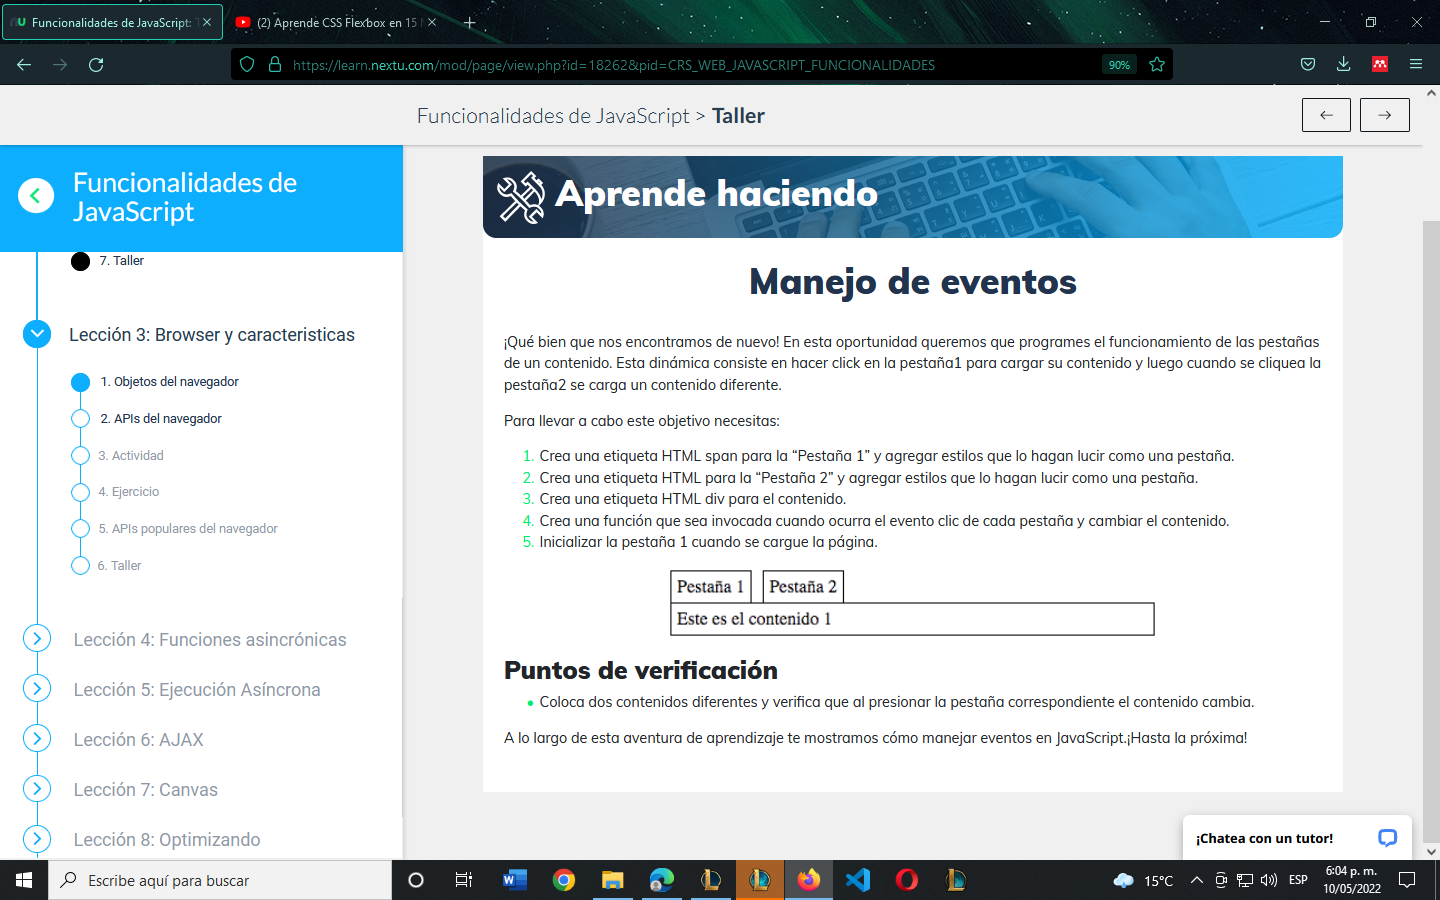 Funcionalidades de JavaScript:
(2) Aprende CSS Flexbox en 15
https://learn.nextu.com/mod/page/view.php?id=18262&pid=CRS_WEB_JAVASCRIPT_FUNCIONALIDADES
90%
Funcionalidades de JavaScript > Taller
Funcionalidades de
JavaScript
7. Taller
Lección 3: Browser y caracteristicas
1. Objetos del navegador
2. APIs del navegador
3. Actividad
4. Ejercicio
5. APIs populares del navegador
6. Taller
Lección 4: Funciones asincrónicas
Lección 5: Ejecución Asíncrona
Lección 6: AJAX
Lección 7: Canvas
Lección 8: Optimizando
Aprende haciendo
Manejo de eventos
¡Qué bien que nos encontramos de nuevo! En esta oportunidad queremos que programes el funcionamiento de las pestañas
de un contenido. Esta dinámica consiste en hacer click en la pestaña1 para cargar su contenido y luego cuando se cliquea la
pestaña2 se carga un contenido diferente.
Para llevar a cabo este objetivo necesitas:
1. Crea una etiqueta HTML span para la “Pestaña 1” y agregar estilos que lo hagan lucir como una pestaña.
2. Crea una etiqueta HTML para la “Pestaña 2” y agregar estilos que lo hagan lucir como una pestaña.
3. Crea una etiqueta HTML div para el contenido.
4. Crea una función que sea invocada cuando ocurra el evento clic de cada pestaña y cambiar el contenido.
5. Inicializar la pestaña 1 cuando se cargue la página.
Pestaña 1 Pestaña 2
Este es el contenido 1
Puntos de verificación
Coloca dos contenidos diferentes y verifica que al presionar la pestaña correspondiente el contenido cambia.
A lo largo de esta aventura de aprendizaje te mostramos cómo manejar eventos en JavaScript.¡Hasta la próxima!
¡Chatea con un tutor!
Escribe aquí para buscar
15°C
ESP
6:04 p. m.
10/05/2022